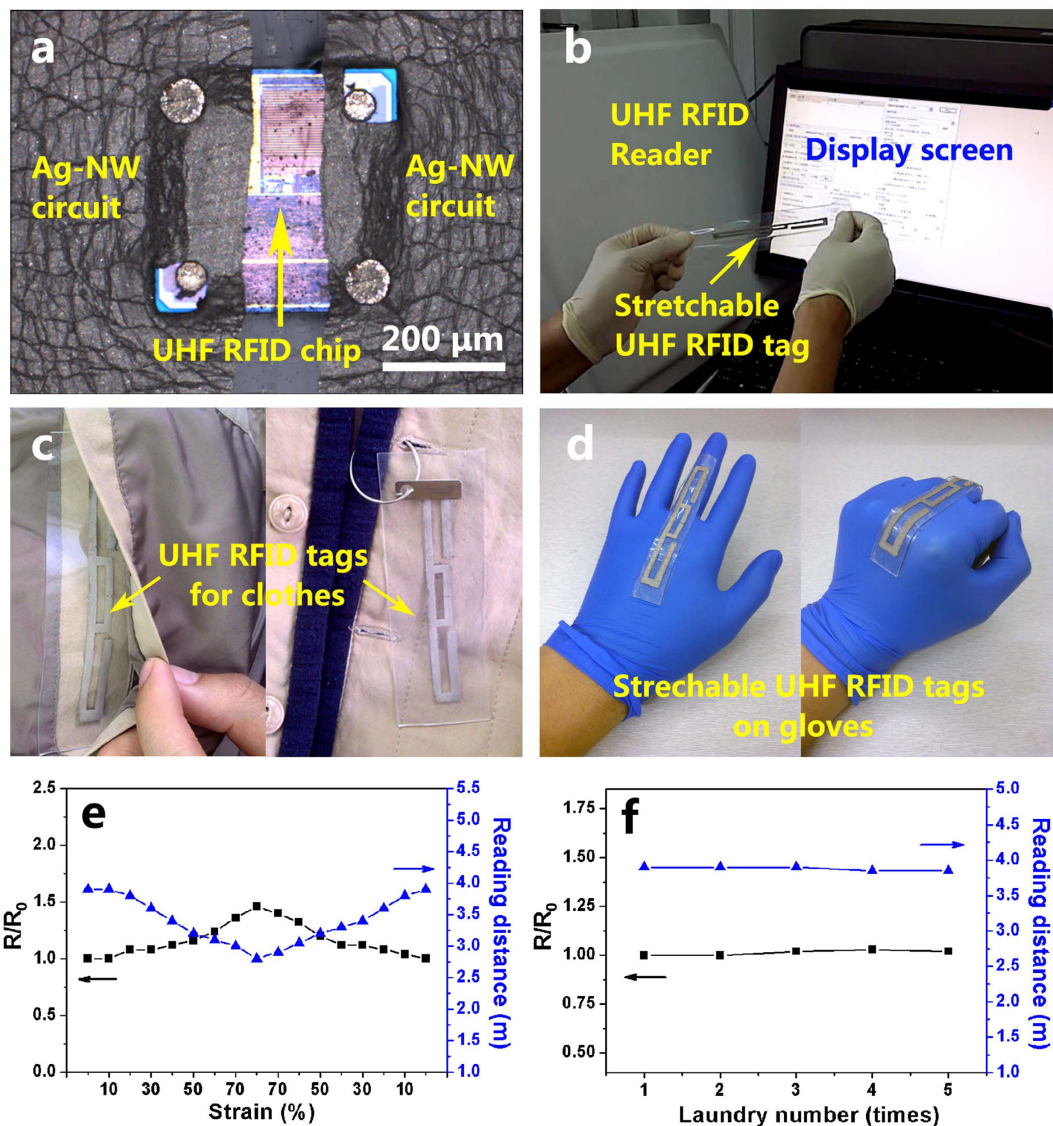 a
Ag-NW
circuit
Ag-NW
circuit
UHF RFID chip
200 µm
b
UHF RFID
Reader
Display screen
Stretchable
UHF RFID tag
c
UHF RFID tags
for clothes
d
Strechable UHF RFID tags
on gloves
e
R/R0
2.5
2.0
1.5
1.0
0.5
0.0
10 30 50 70 70 50 30 10
Strain (%)
5.5
5.0
4.5
4.0
3.5
3.0
2.5
2.0
1.5
1.0
Reading distance (m)
f
R/R0
1.75
1.50
1.25
1.00
0.75
0.50
1 2 3 4 5
Laundry number (times)
5.0
4.5
4.0
3.5
3.0
2.5
2.0
1.5
1.0
Reading distance (m)